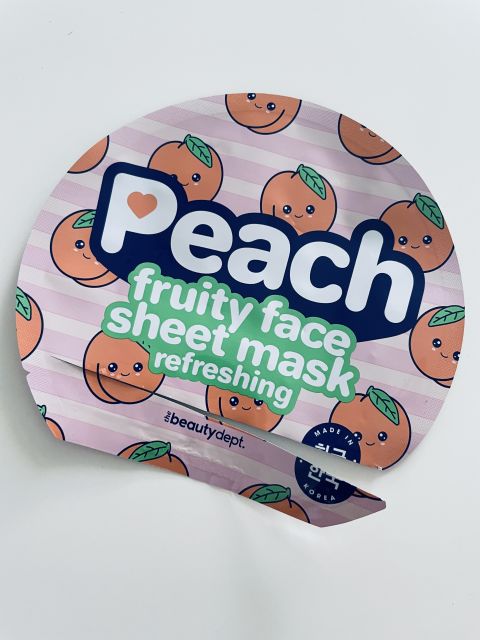 Peach
fruity face
sheet mask
refreshing
the beautydept.
MADE IN
한국
KOREA